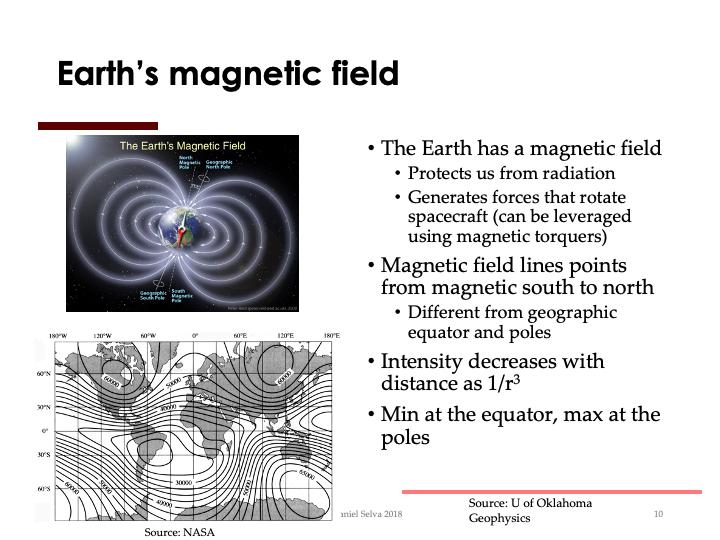 Earth's magnetic field
The Earth's Magnetic Field
North
Magnetic
Pole
Geographic
North Pole
Geographic
South Pole
South
Magnetic
Pole
• The Earth has a magnetic field
• Protects us from radiation
• Generates forces that rotate
spacecraft (can be leveraged
using magnetic torquers)
• Magnetic field lines points
from magnetic south to north
• Different from geographic
equator and poles
• Intensity decreases with
distance as 1/r³
• Min at the equator, max at the
poles
180°W 120°W 60°W 0° 60°E 120°E 180°E
60°N
30°N
0°
30°S
60°S
60000
50000
60000
40000
30000
65000
60000
50000
40000
50000
Source: NASA
aniel Selva 2018
Source: U of Oklahoma
Geophysics
10